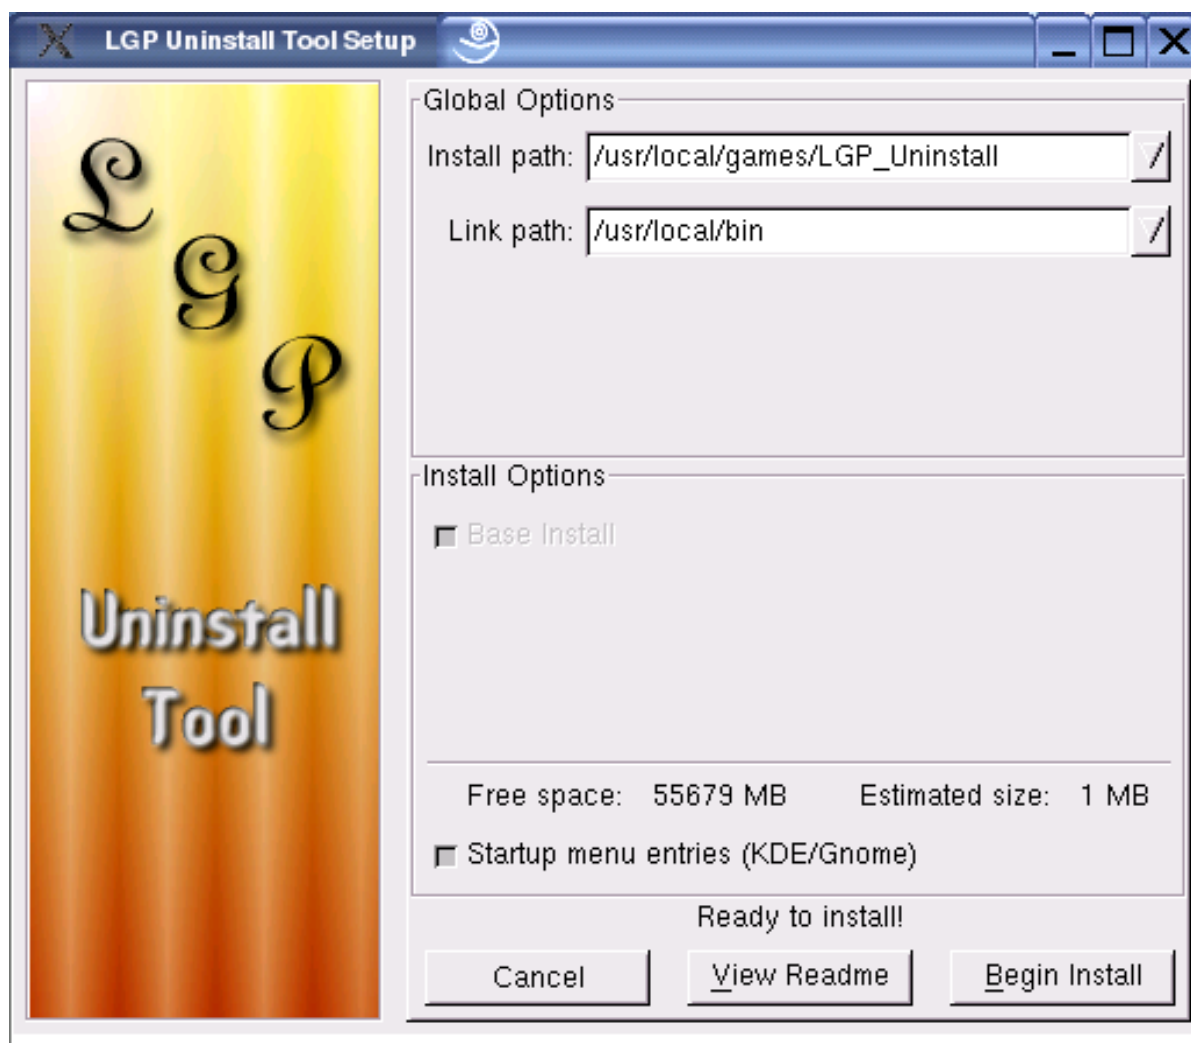 LGP Uninstall Tool Setup
L
G
P
Uninstall
Tool
Global Options
Install path: /usr/local/games/LGP_Uninstall
Link path: /usr/local/bin
Install Options
Base Install
Free space: 55679 MB Estimated size: 1 MB
Startup menu entries (KDE/Gnome)
Ready to install!
Cancel View Readme Begin Install